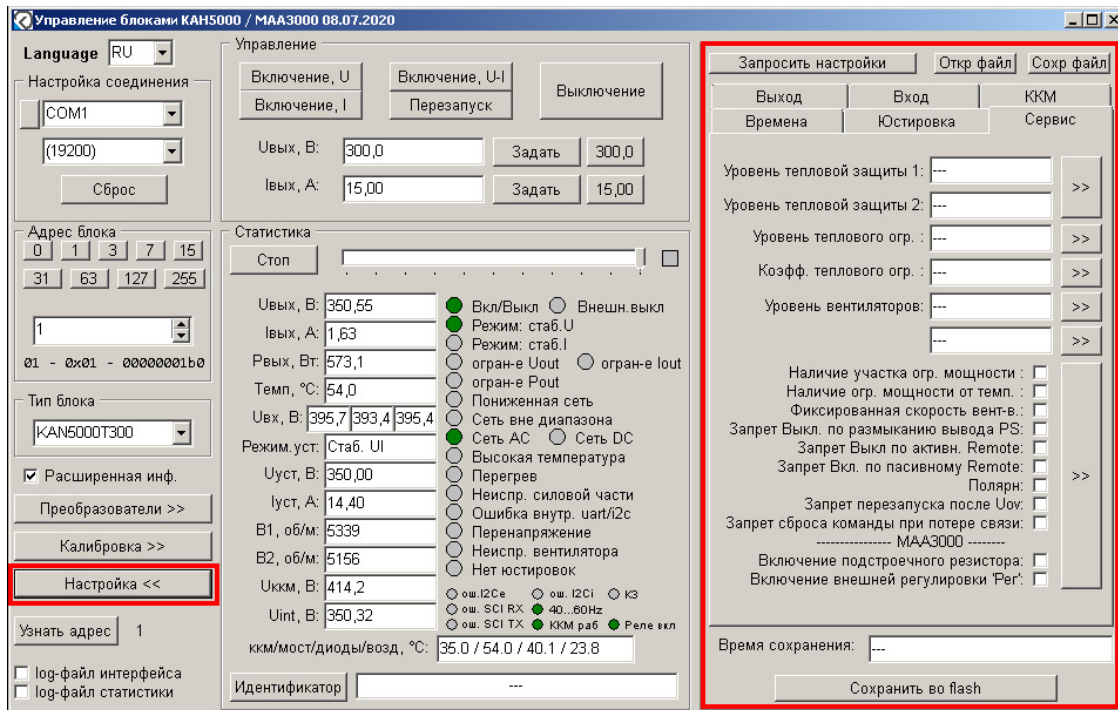 Управление блоками КАН5000 / МАА3000 08.07.2020
Language RU
Настройка соединения
COM1
(19200)
Сброс
Адрес блока
0 1 3 7 15
31 63 127 255
1
01 - 0x01 - 00000001b0
Тип блока
KAN5000T300
Расширенная инф.
Преобразователи >>
Калибровка >>
Настройка <<
Узнать адрес 1
log-файл интерфейса
log-файл статистики
Управление
Включение, U Включение, U-I Выключение
Включение, I Перезапуск
Uвых, В: 300,0 Задать 300,0
Iвых, А: 15,00 Задать 15,00
Статистика
Стоп
Uвых, В: 350,55
Iвых, А: 1,63
Pвых, Вт: 573,1
Темп, °C: 54,0
Uвх, В: 395,7 393,4 395,4
Режим.уст: Стаб. UI
Uуст, В: 350,00
Iуст, А: 14,40
В1, об/м: 5339
В2, об/м: 5156
Uккм, В: 414,2
Uint, В: 350,32
Вкл/Выкл Внешн.выкл
Режим: стаб.U
Режим: стаб.I
огран-е Uout огран-е Iout
огран-е Pout
Пониженная сеть
Сеть вне диапазона
Сеть AC Сеть DC
Высокая температура
Перегрев
Неиспр. силовой части
Ошибка внутр. uart/i2c
Перенапряжение
Неиспр. вентилятора
Нет юстировок
ош.I2Ce ош. I2Ci КЗ
ош. SCI RX 40...60Hz
ош. SCI TX ККМ раб Реле вкл
ккм/мост/диоды/возд, °C: 35.0 / 54.0 / 40.1 / 23.8
Идентификатор ---
Запросить настройки Откр файл Сохр файл
Выход Вход ККМ
Времена Юстировка Сервис
Уровень тепловой защиты 1: ---
>>
Уровень тепловой защиты 2: ---
Уровень теплового огр. : --- >>
Коэфф. теплового огр. : --- >>
Уровень вентиляторов: --- >>
--- >>
Наличие участка огр. мощности :
Наличие огр. мощности от темп. :
Фиксированная скорость вент-в.:
Запрет Выкл. по размыканию вывода PS:
Запрет Выкл по активн. Remote:
Запрет Вкл. по пасивному Remote:
Полярн:
>>
Запрет перезапуска после Uov:
Запрет сброса команды при потере связи:
---------------- МАА3000 --------
Включение подстроечного резистора:
Включение внешней регулировки 'Рег':
Время сохранения: ---
Сохранить во flash